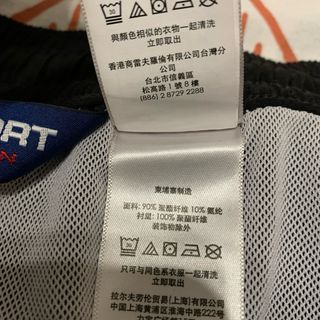 與顏色相似的衣物一起清洗
立即取出
香港商雷夫羅倫有限公司台灣分
公司
台北市信義區
松高路1號8樓
(886) 2 8729 2288
RT
柬埔寨制造
面料: 90% 聚酯纤维 10% 氨纶
衬里: 100% 聚酯纤维
装饰物除外
只可与同色系衣服一起清洗
立即取出
拉尔夫劳伦贸易(上海)有限公司
上海黄浦区淮海中路222号